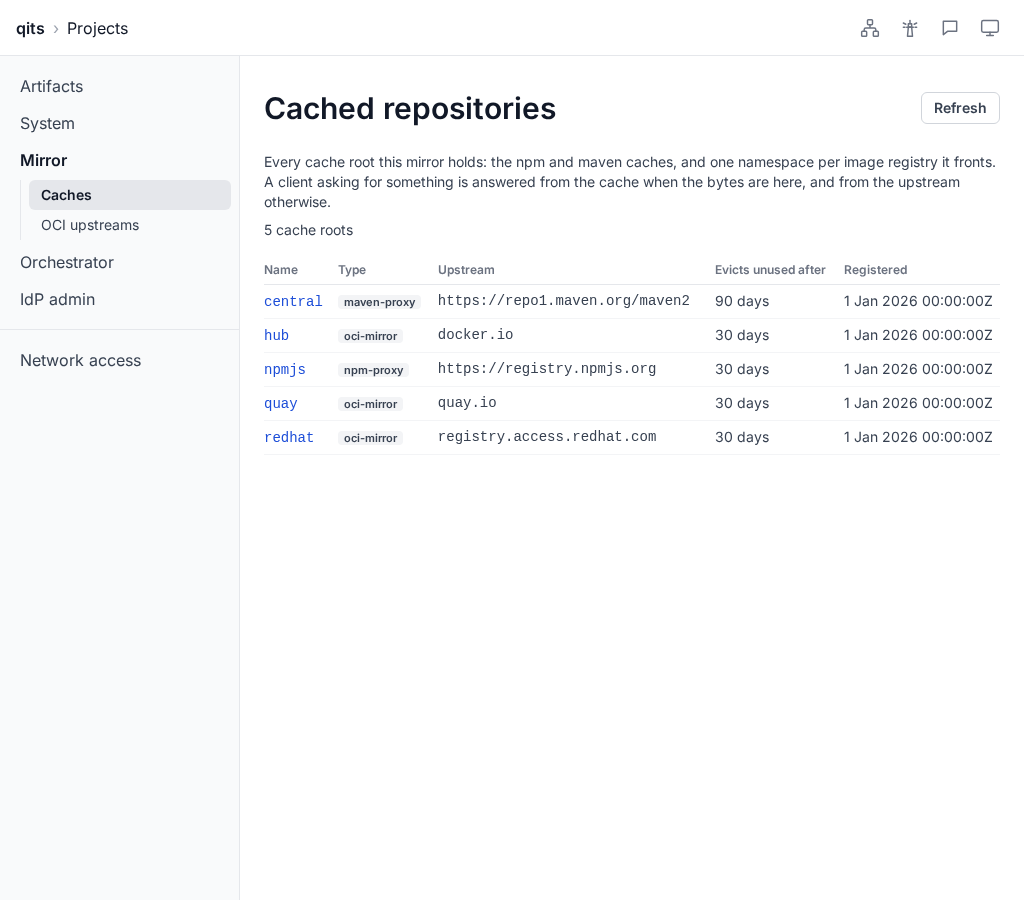 qits › Projects
Artifacts
System
Mirror
Caches
OCI upstreams
Orchestrator
IdP admin
Network access
Cached repositories
Refresh
Every cache root this mirror holds: the npm and maven caches, and one namespace per image registry it fronts.
A client asking for something is answered from the cache when the bytes are here, and from the upstream
otherwise.
5 cache roots
Name Type Upstream Evicts unused after Registered
central maven-proxy https://repo1.maven.org/maven2 90 days 1 Jan 2026 00:00:00Z
hub oci-mirror docker.io 30 days 1 Jan 2026 00:00:00Z
npmjs npm-proxy https://registry.npmjs.org 30 days 1 Jan 2026 00:00:00Z
quay oci-mirror quay.io 30 days 1 Jan 2026 00:00:00Z
redhat oci-mirror registry.access.redhat.com 30 days 1 Jan 2026 00:00:00Z